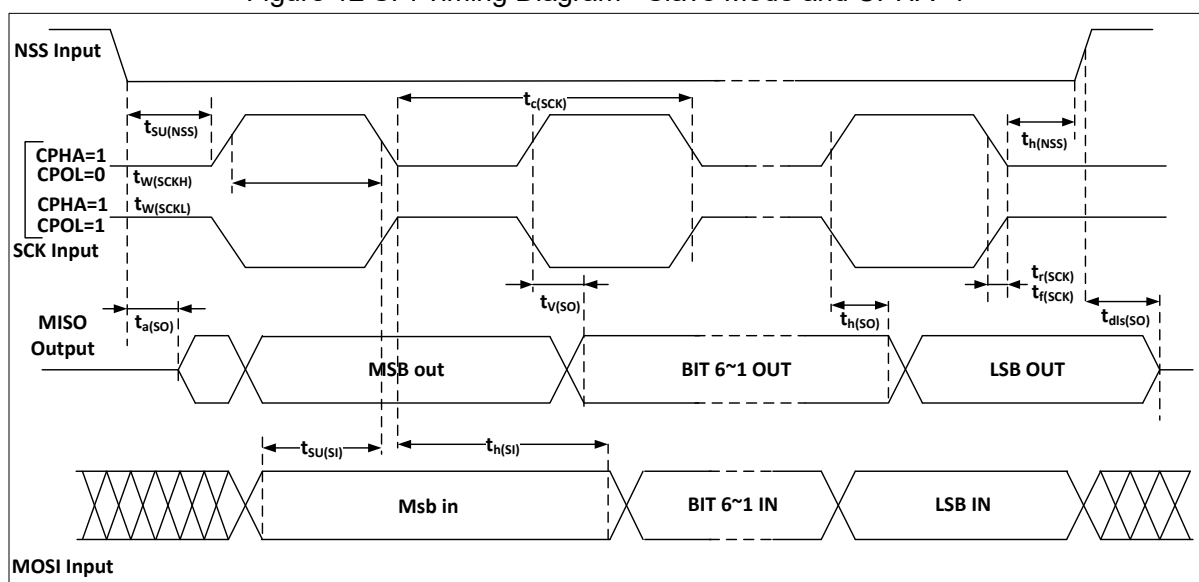 NSS Input
tc(SCK)
tSU(NSS)
th(NSS)
CPHA=1
CPOL=0
tW(SCKH)
CPHA=1
tW(SCKL)
CPOL=1
SCK Input
tr(SCK)
tf(SCK)
tV(SO)
ta(SO)
th(SO)
tdIs(SO)
MISO
Output
MSB out
BIT 6~1 OUT
LSB OUT
tSU(SI)
th(SI)
Msb in
BIT 6~1 IN
LSB IN
MOSI Input